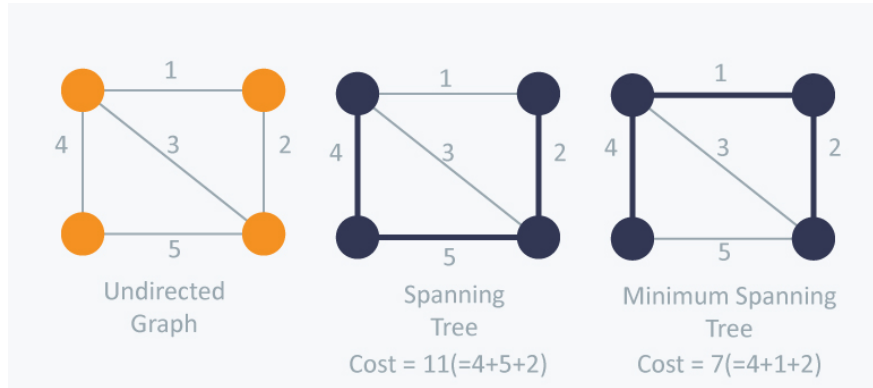 1
4
3
2
5
Undirected
Graph
1
4
3
2
5
Spanning
Tree
Cost = 11(=4+5+2)
1
4
3
2
5
Minimum Spanning
Tree
Cost = 7(=4+1+2)